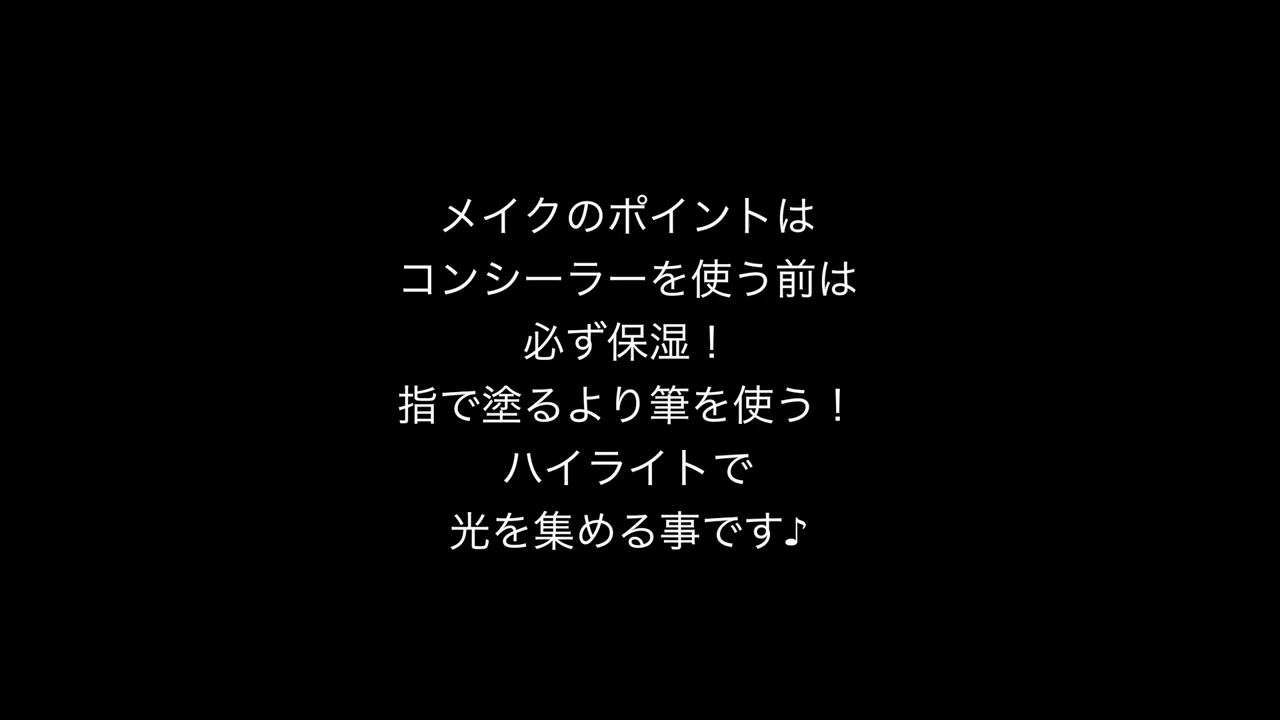 メイクのポイントは
コンシーラーを使う前は
必ず保湿！
指で塗るより筆を使う！
ハイライトで
光を集める事です♪